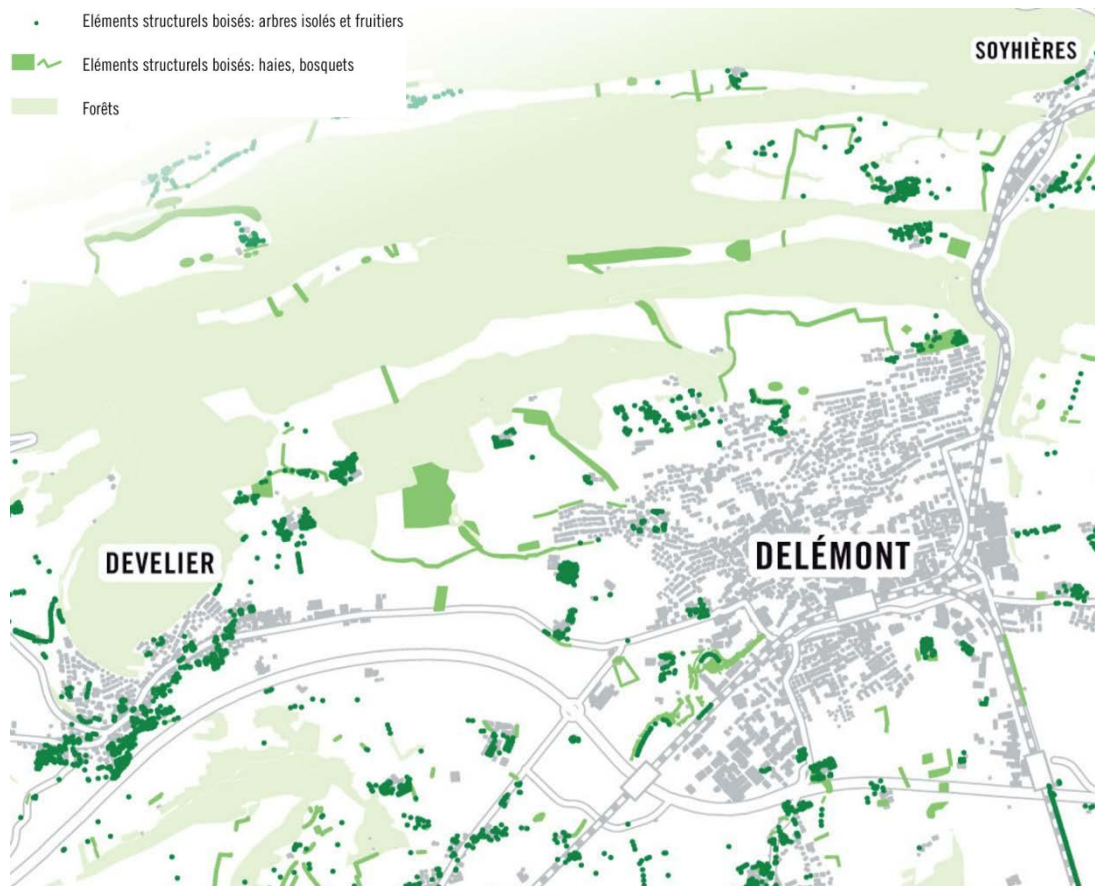 Eléments structurels boisés: arbres isolés et fruitiers
Eléments structurels boisés: haies, bosquets
Forêts
SOYHIÈRES
DEVELIER
DELÉMONT